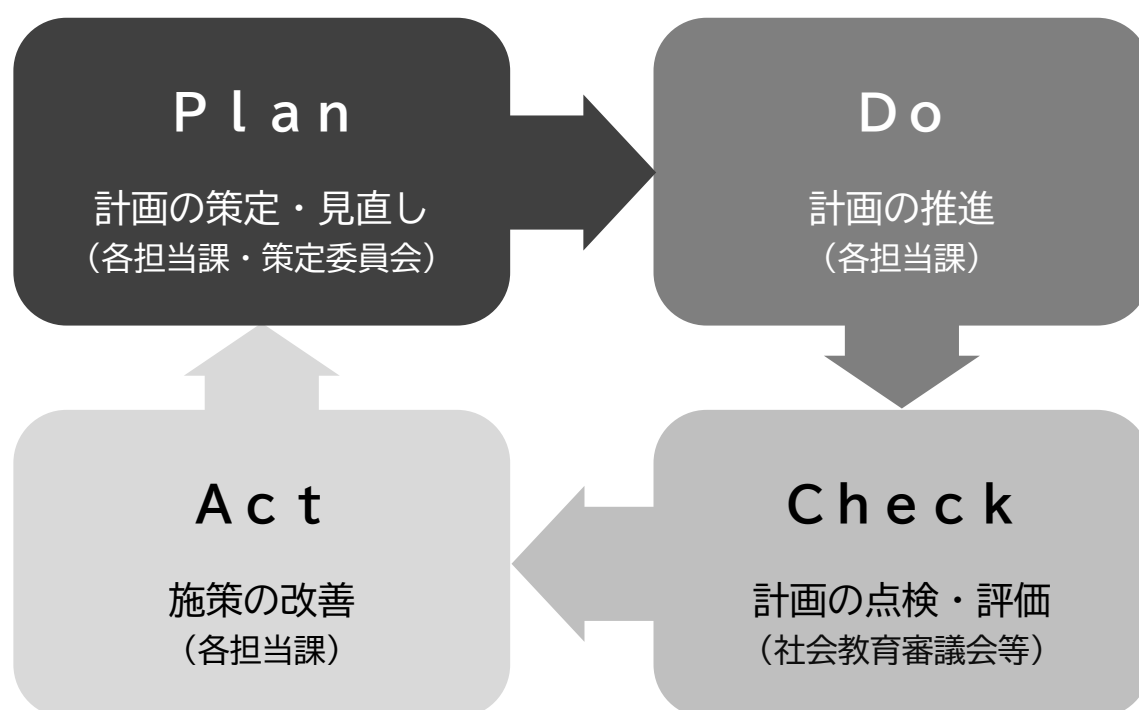 Ｐｌａｎ
計画の策定・見直し
（各担当課・策定委員会）
Ｄｏ
計画の推進
（各担当課）
Ａｃｔ
施策の改善
（各担当課）
Ｃｈｅｃｋ
計画の点検・評価
（社会教育審議会等）